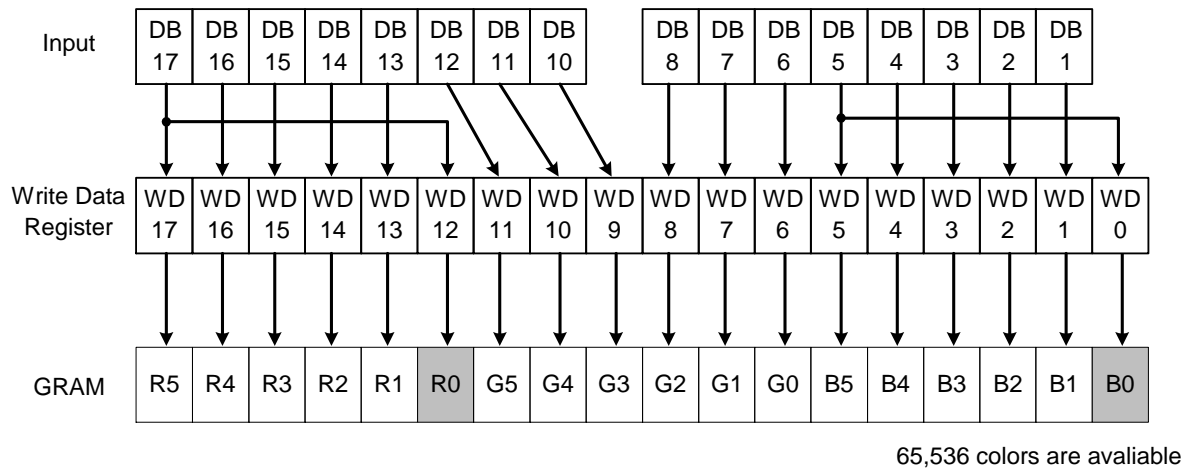 Input
DB DB DB DB DB DB DB DB DB DB DB DB DB DB DB DB
17 16 15 14 13 12 11 10 8 7 6 5 4 3 2 1
Write Data
Register
WD WD WD WD WD WD WD WD WD WD WD WD WD WD WD WD WD WD
17 16 15 14 13 12 11 10 9 8 7 6 5 4 3 2 1 0
GRAM
R5 R4 R3 R2 R1 R0 G5 G4 G3 G2 G1 G0 B5 B4 B3 B2 B1 B0
65,536 colors are avaliable